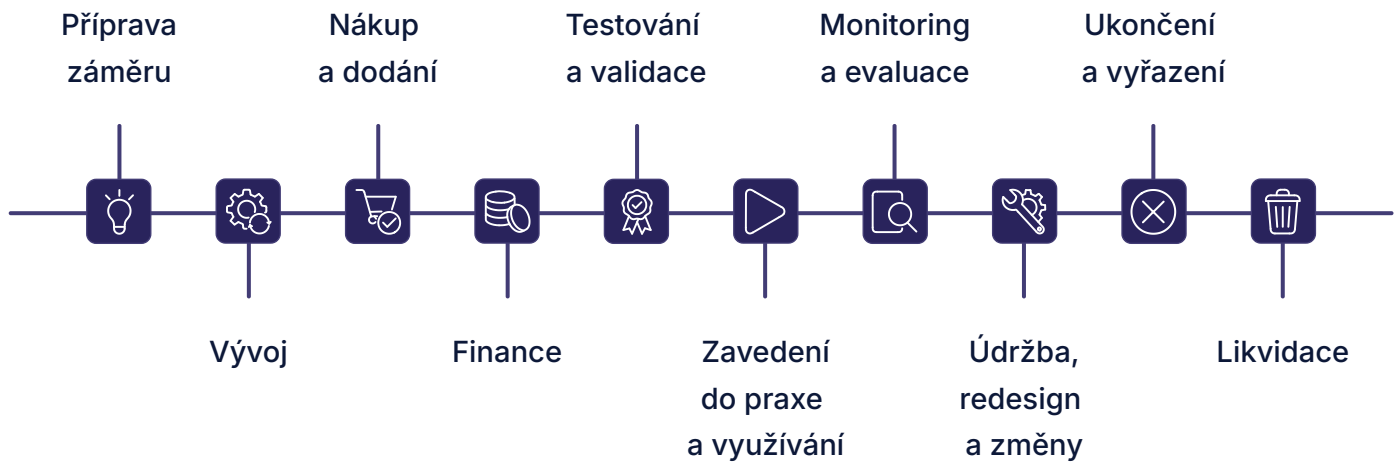 Příprava
záměru
Vývoj
Nákup
a dodání
Finance
Testování
a validace
Zavedení
do praxe
a využívání
Monitoring
a evaluace
Údržba,
redesign
a změny
Ukončení
a vyřazení
Likvidace